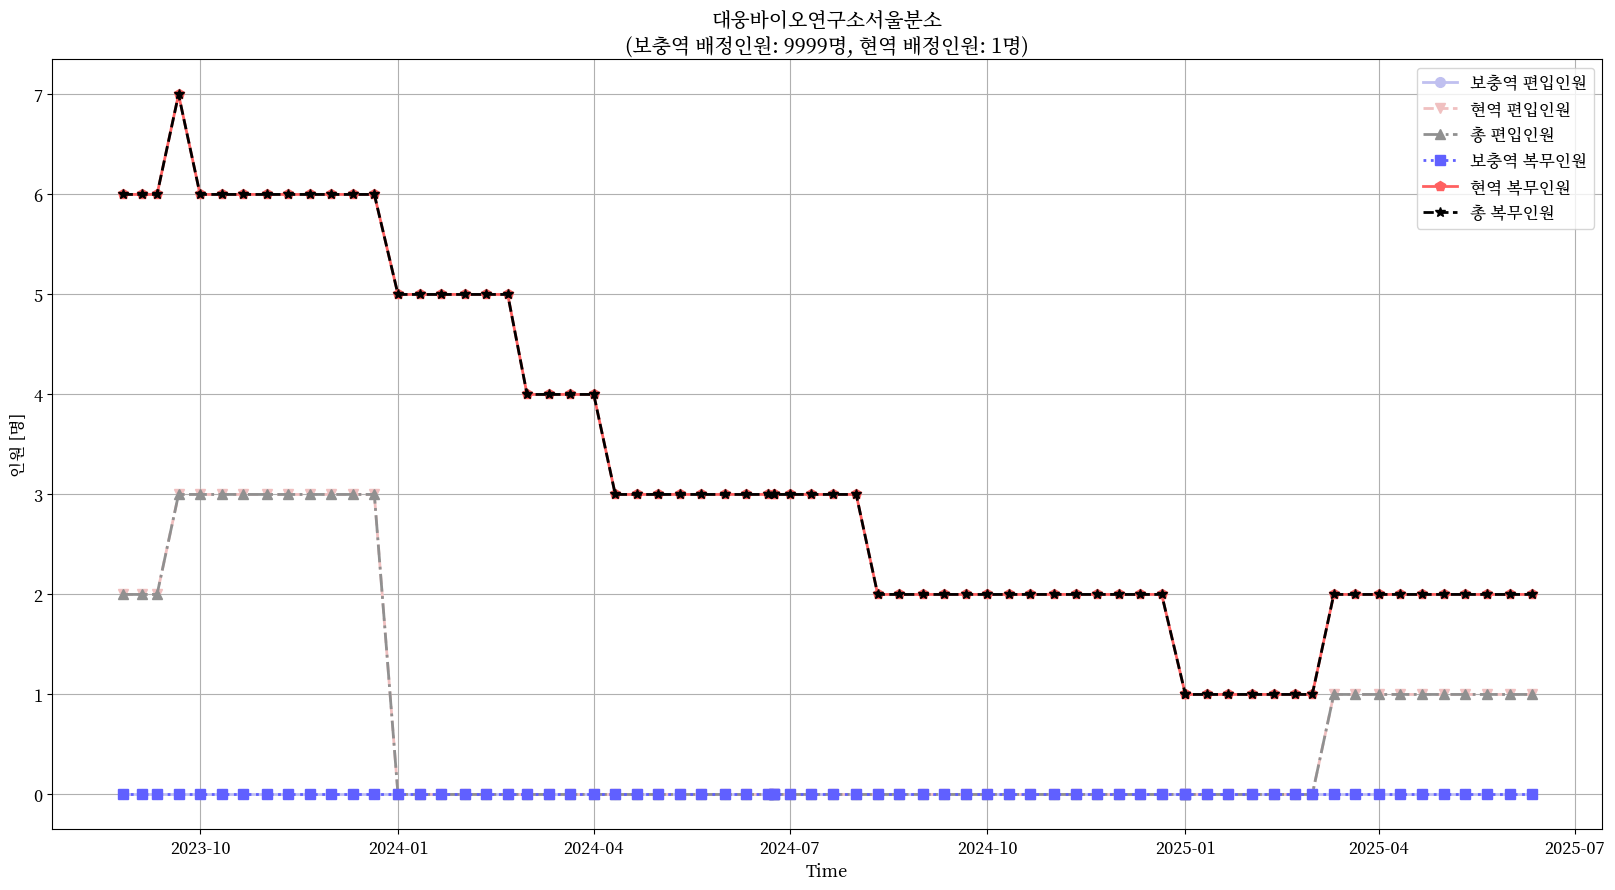 대웅바이오연구소서울분소
(보충역 배정인원: 9999명, 현역 배정인원: 1명)
보충역 편입인원
현역 편입인원
총 편입인원
보충역 복무인원
현역 복무인원
총 복무인원
인원 [명]
7
6
5
4
3
2
1
0
2023-10
2024-01
2024-04
2024-07
2024-10
2025-01
2025-04
2025-07
Time